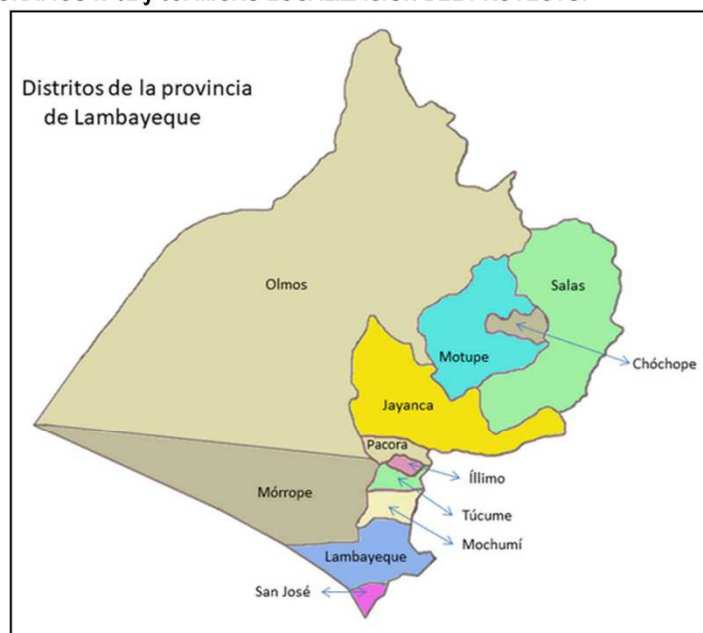 Distritos de la provincia
de Lambayeque
Olmos
Salas
Motupe
Chóchope
Jayanca
Pacora
Íllimo
Mórrope
Túcume
Mochumí
Lambayeque
San José